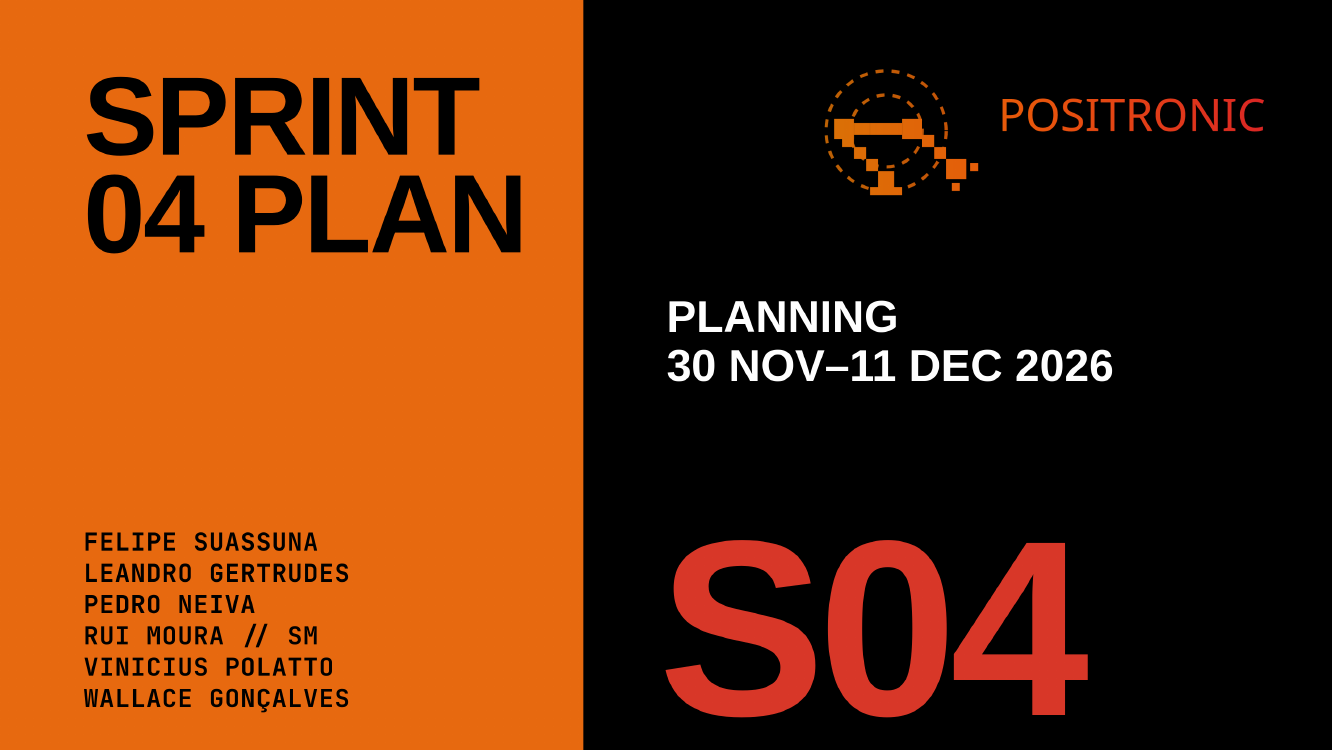 SPRINT
04 PLAN
FELIPE SUASSUNA
LEANDRO GERTRUDES
PEDRO NEIVA
RUI MOURA // SM
VINICIUS POLATTO
WALLACE GONÇALVES
POSITRONIC
PLANNING
30 NOV–11 DEC 2026
S04